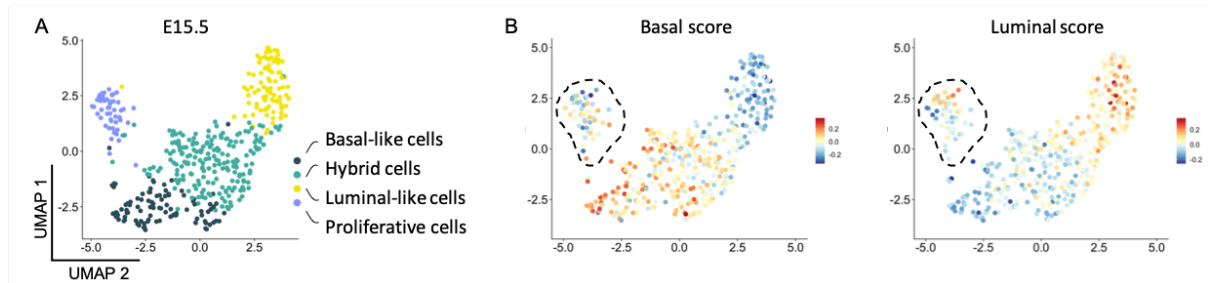 A
E15.5
5.0
2.5
0.0
-2.5
-5.0
-2.5
0.0
2.5
UMAP 1
UMAP 2
Basal-like cells
Hybrid cells
Luminal-like cells
Proliferative cells
B
Basal score
5.0
2.5
0.0
-2.5
-5.0
-2.5
0.0
2.5
5.0
0.2
0.0
-0.2
Luminal score
5.0
2.5
0.0
-2.5
-5.0
-2.5
0.0
2.5
5.0
0.2
0.0
-0.2